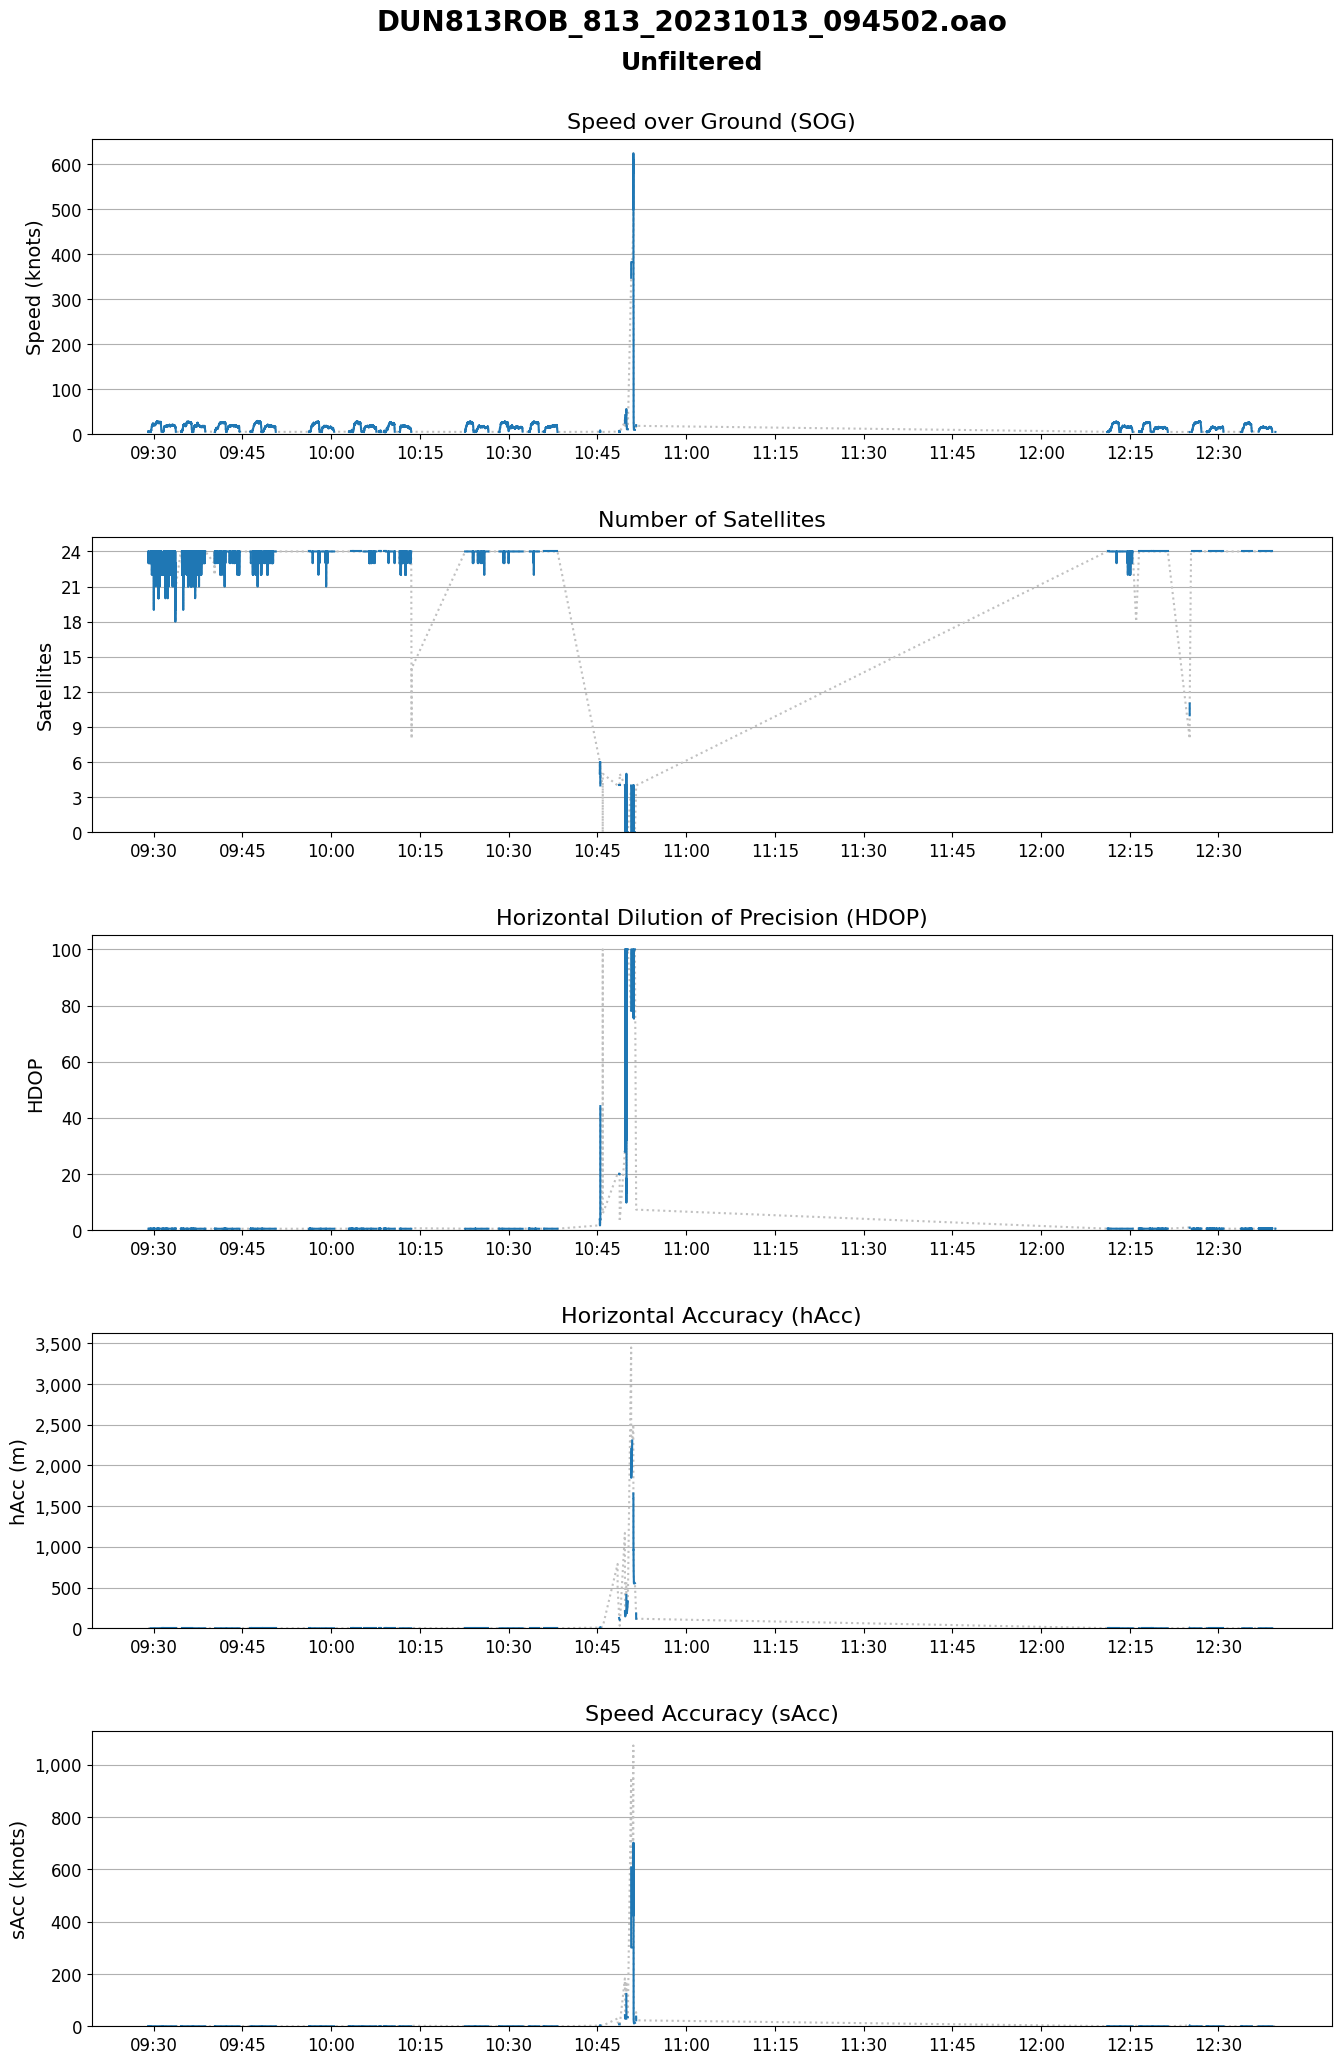 DUN813ROB_813_20231013_094502.oao
Unfiltered
Speed over Ground (SOG)
Speed (knots)
600
500
400
300
200
100
0
09:30 09:45 10:00 10:15 10:30 10:45 11:00 11:15 11:30 11:45 12:00 12:15 12:30
Number of Satellites
Satellites
24
21
18
15
12
9
6
3
0
09:30 09:45 10:00 10:15 10:30 10:45 11:00 11:15 11:30 11:45 12:00 12:15 12:30
Horizontal Dilution of Precision (HDOP)
HDOP
100
80
60
40
20
0
09:30 09:45 10:00 10:15 10:30 10:45 11:00 11:15 11:30 11:45 12:00 12:15 12:30
Horizontal Accuracy (hAcc)
hAcc (m)
3,500
3,000
2,500
2,000
1,500
1,000
500
0
09:30 09:45 10:00 10:15 10:30 10:45 11:00 11:15 11:30 11:45 12:00 12:15 12:30
Speed Accuracy (sAcc)
sAcc (knots)
1,000
800
600
400
200
0
09:30 09:45 10:00 10:15 10:30 10:45 11:00 11:15 11:30 11:45 12:00 12:15 12:30